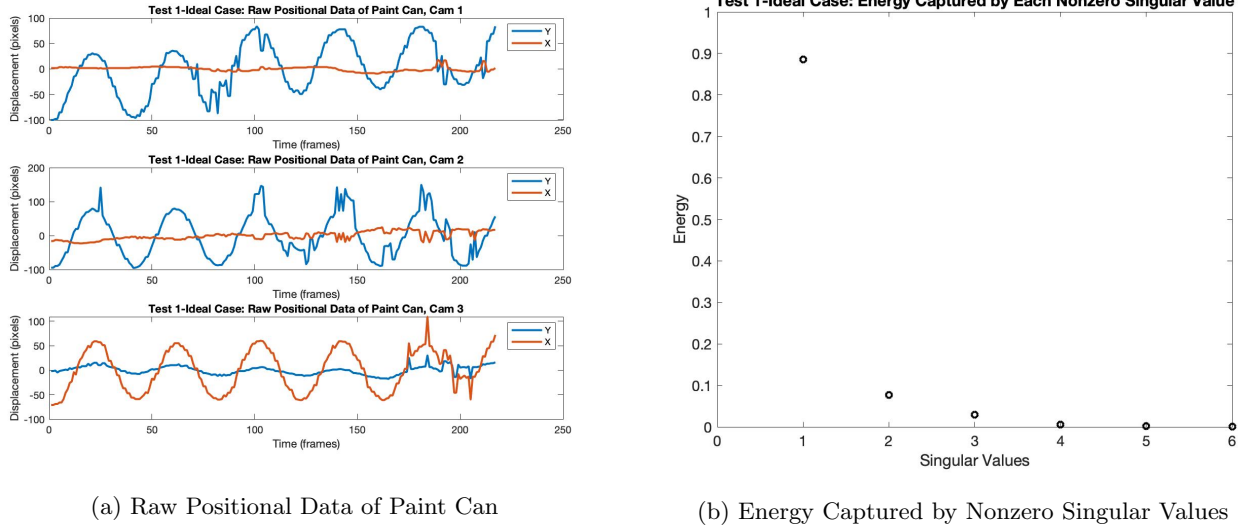 Test 1-Ideal Case: Raw Positional Data of Paint Can, Cam 1
Displacement (pixels)
100
50
0
-50
-100
0
50
100
150
200
250
Time (frames)
Y
X
Test 1-Ideal Case: Raw Positional Data of Paint Can, Cam 2
Displacement (pixels)
200
100
0
-100
0
50
100
150
200
250
Time (frames)
Y
X
Test 1-Ideal Case: Raw Positional Data of Paint Can, Cam 3
Displacement (pixels)
100
50
0
-50
-100
0
50
100
150
200
250
Time (frames)
Y
X
(a) Raw Positional Data of Paint Can
Test 1-Ideal Case: Energy Captured by Each Nonzero Singular Value
Energy
1
0.9
0.8
0.7
0.6
0.5
0.4
0.3
0.2
0.1
0
0
1
2
3
4
5
6
Singular Values
(b) Energy Captured by Nonzero Singular Values